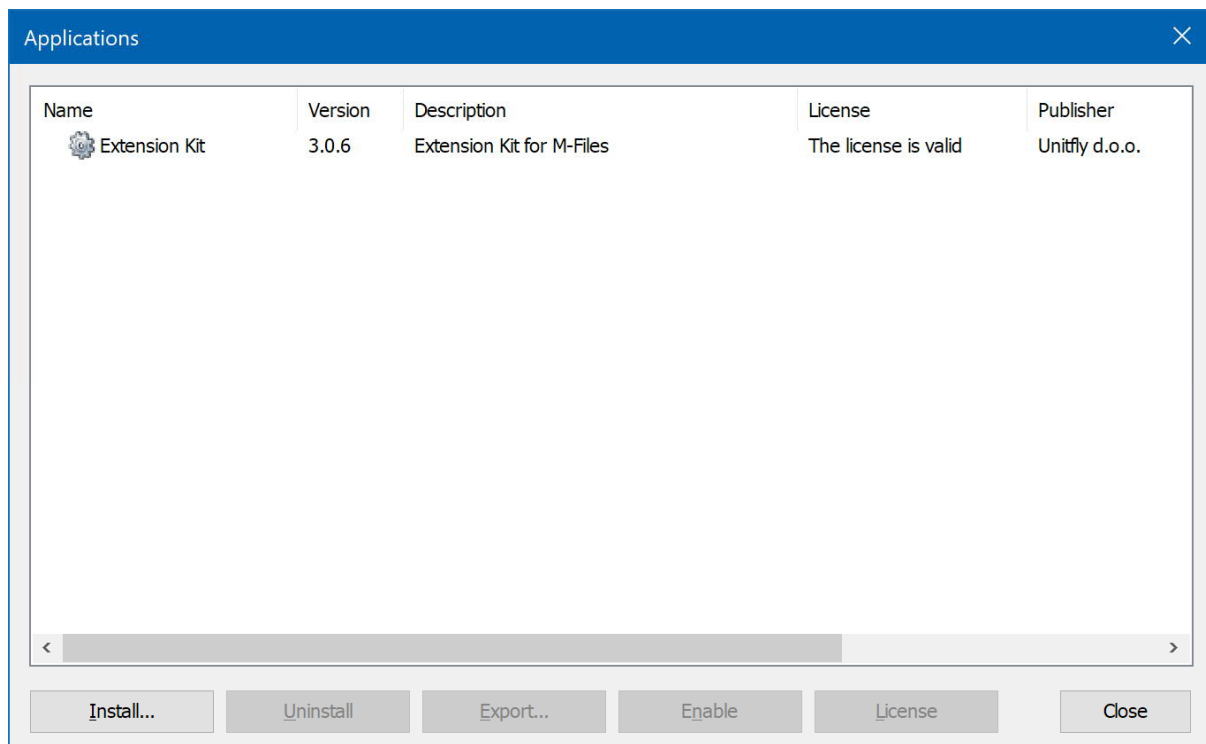 Applications
Name Version Description License Publisher
Extension Kit 3.0.6 Extension Kit for M-Files The license is valid Unitfly d.o.o.
Install... Uninstall Export... Enable License Close